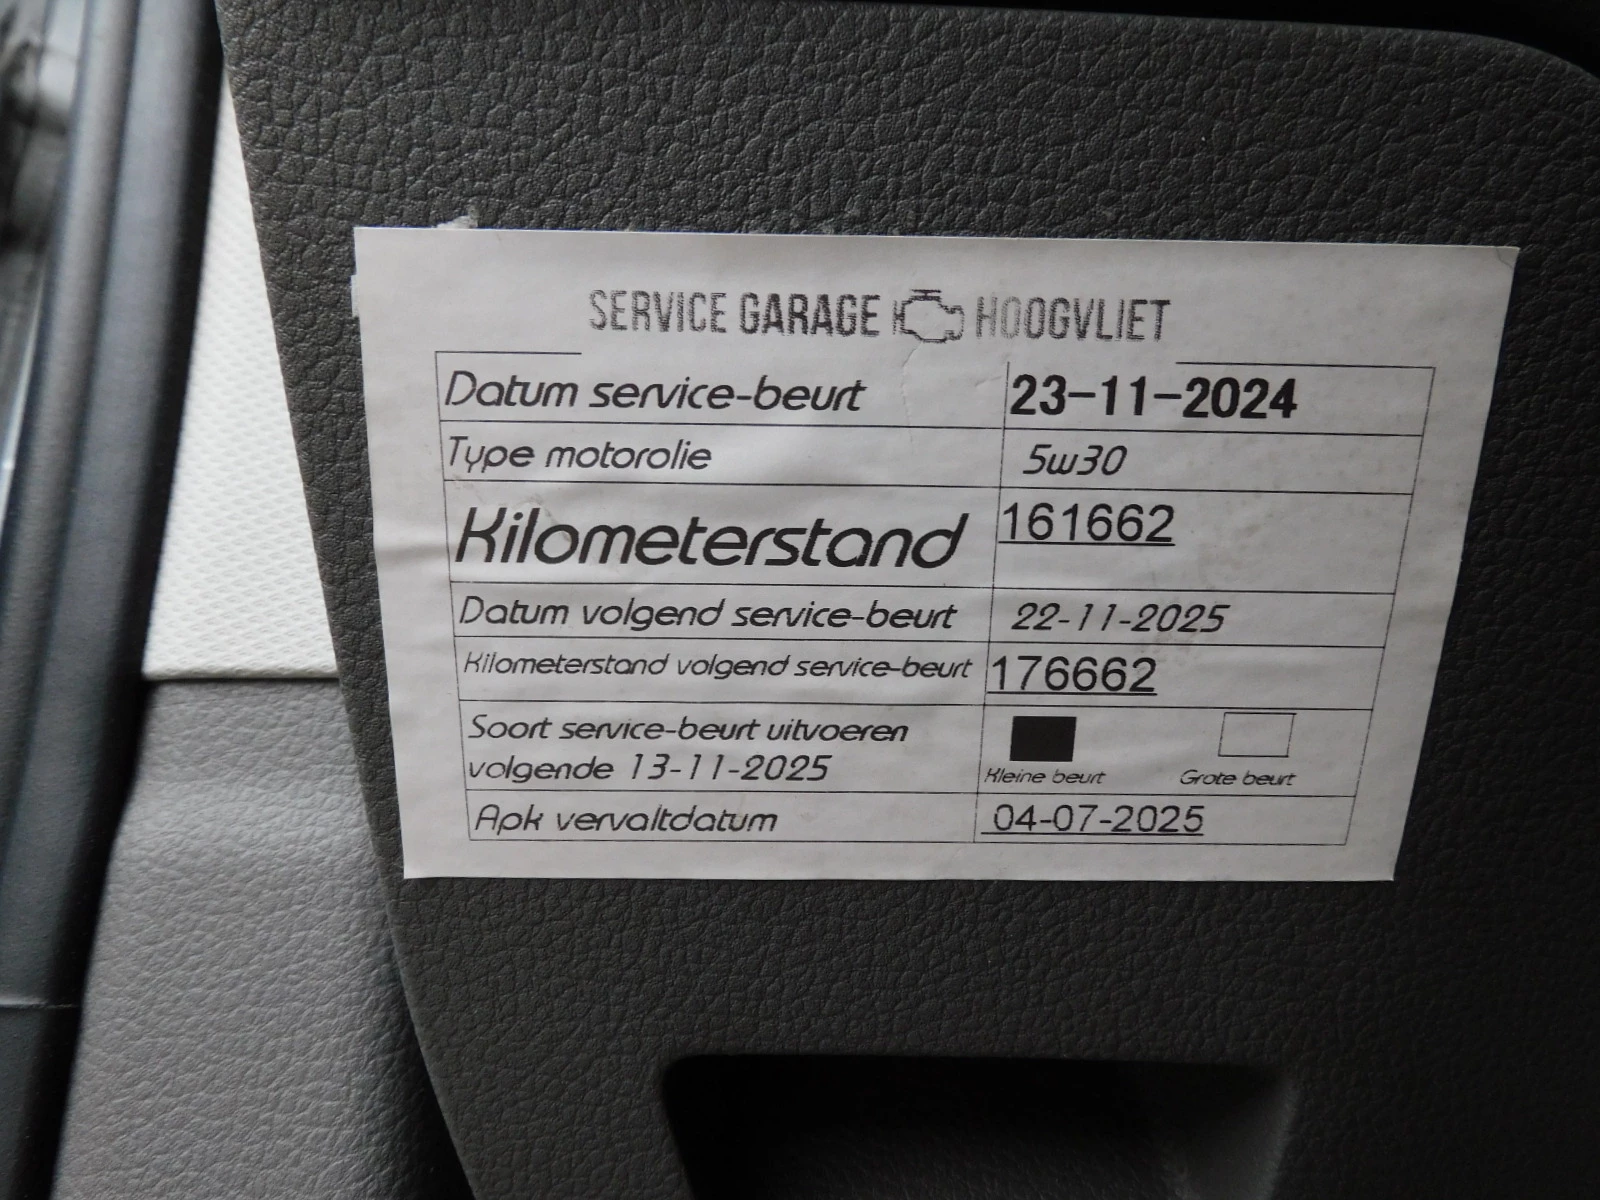 SERVICE GARAGE HOOGVLIET
Datum service-beurt 23-11-2024
Type motorolie 5w30
Kilometerstand 161662
Datum volgend service-beurt 22-11-2025
Kilometerstand volgend service-beurt 176662
Soort service-beurt uitvoeren
volgende 13-11-2025
Kleine beurt Grote beurt
Apk vervaltdatum 04-07-2025